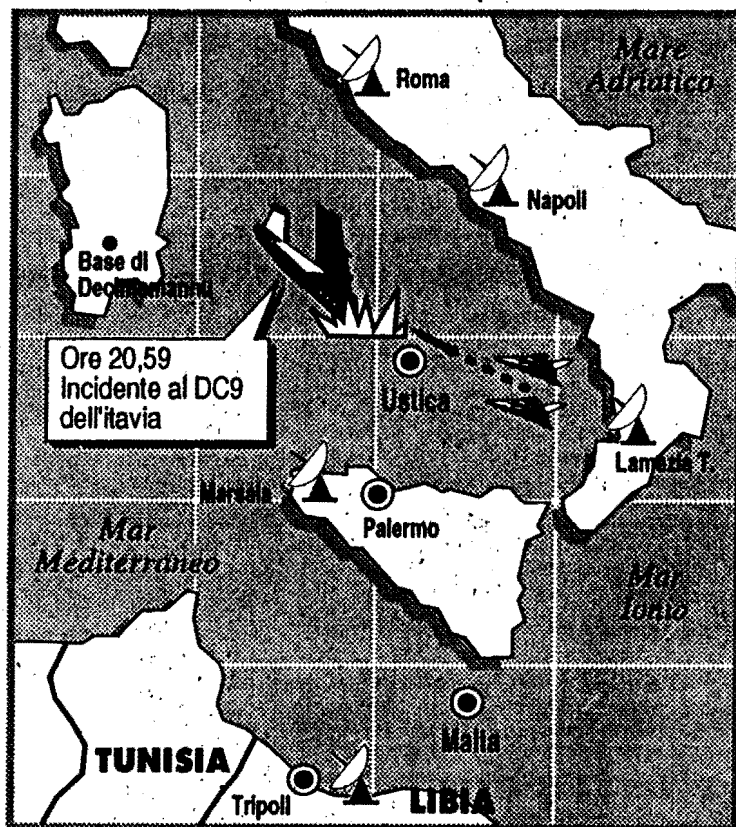 Mare
Adriatico
Roma
Napoli
Base di
Decimomannu
Ore 20,59
Incidente al DC9
dell'itavia
Ustica
Lamezia T.
Marsala
Palermo
Mar
Mediterraneo
Mar
Ionio
Malta
TUNISIA
Tripoli
LIBIA